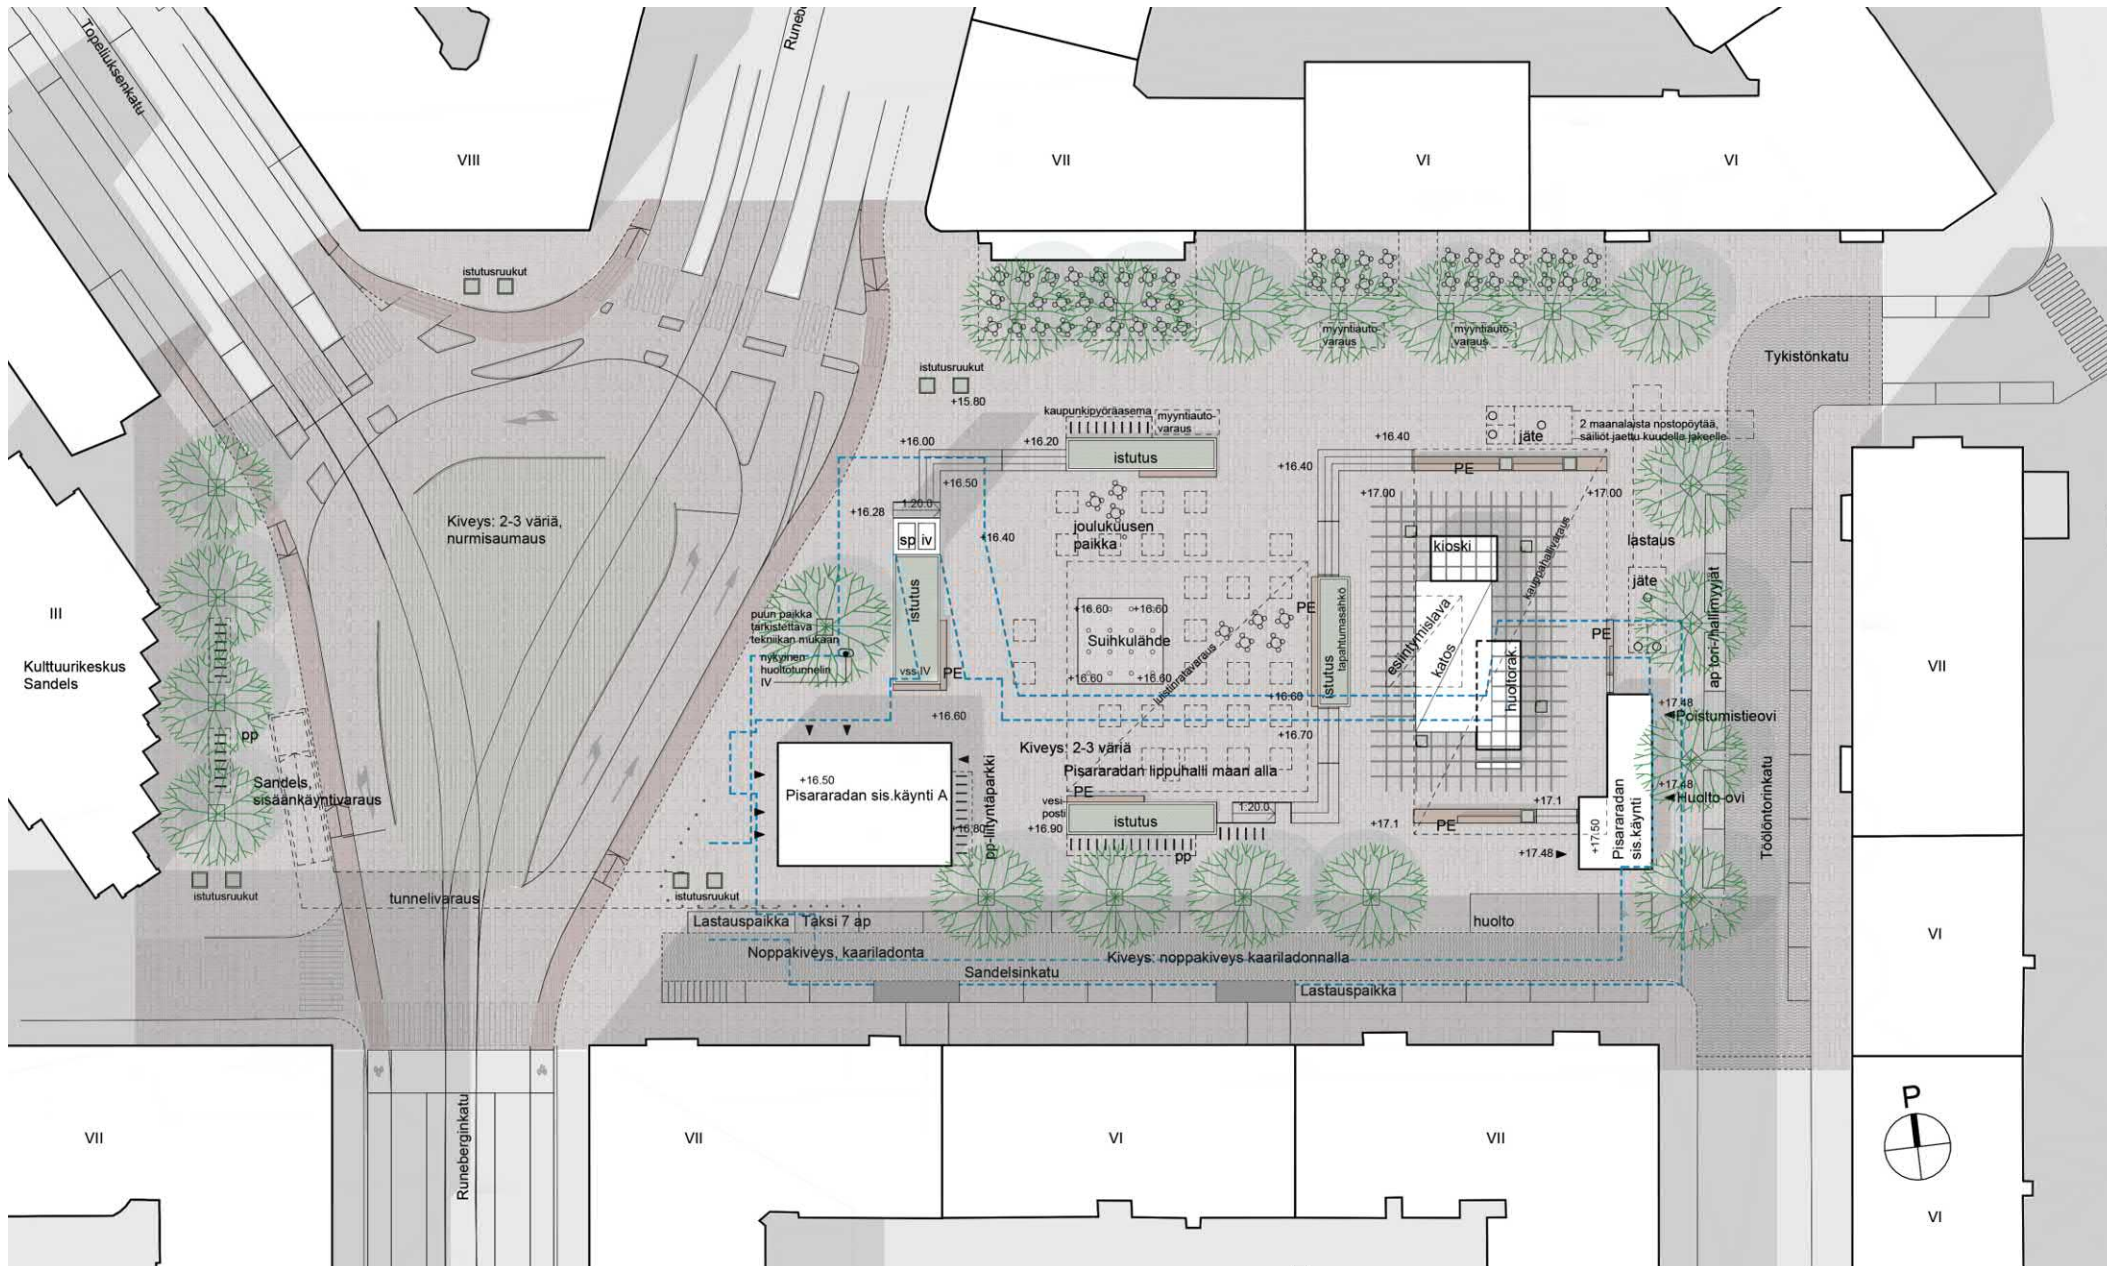 Topeliuksenkatu
VIII
VII
VI
VI
istutusruukut
myyntiauto-
varaus
myyntiauto-
varaus
Tykistönkatu
istutusruukut
+15.80
kaupunkipyöräasema
myyntiauto-
varaus
+16.00
+16.20
istutus
+16.40
+16.40
jäte
2 maanalaista nostopöytää,
säiliöt jaettu kuudelle jakeelle
PE
+16.50
+16.28
1:20.0
+17.00
+17.00
Kiveys: 2-3 väriä,
nurmisaumaus
sp
iv
+16.40
joulukuusen
paikka
kioski
kauppahallivaraus
lastaus
jäte
ap tori-/hallimyyjät
istutus
puun paikka
tarkistettava
tekniikan mukaan
nykyinen
huoltotunnelin
IV
vss IV
PE
+16.60
+16.60
Suihkulähde
+16.60
+16.60
luistinratavaraus
PE
istutus
tapahtumasähkö
esiintymislava
katos
huoltorak.
PE
III
Kulttuurikeskus
Sandels
VII
pp
+16.60
+16.60
+16.70
+17.48
Poistumistieovi
Sandels,
sisäänkäyntivaraus
+16.50
Pisararadan sis.käynti A
pp-liityntäparkki
+16.80
Kiveys: 2-3 väriä
Pisararadan lippuhalli maan alla
PE
vesi-
posti
+16.90
istutus
1:20.0
pp
+17.1
+17.1
PE
+17.48
+17.50
Pisararadan
sis.käynti
+17.48
Huolto-ovi
Töölöntorinkatu
istutusruukut
tunnelivaraus
istutusruukut
Lastauspaikka
Taksi 7 ap
huolto
Noppakiveys, kaariladonta
Kiveys: noppakiveys kaariladonnalla
Sandelsinkatu
Lastauspaikka
VI
VII
Runeberginkatu
VII
VI
VII
P
VI